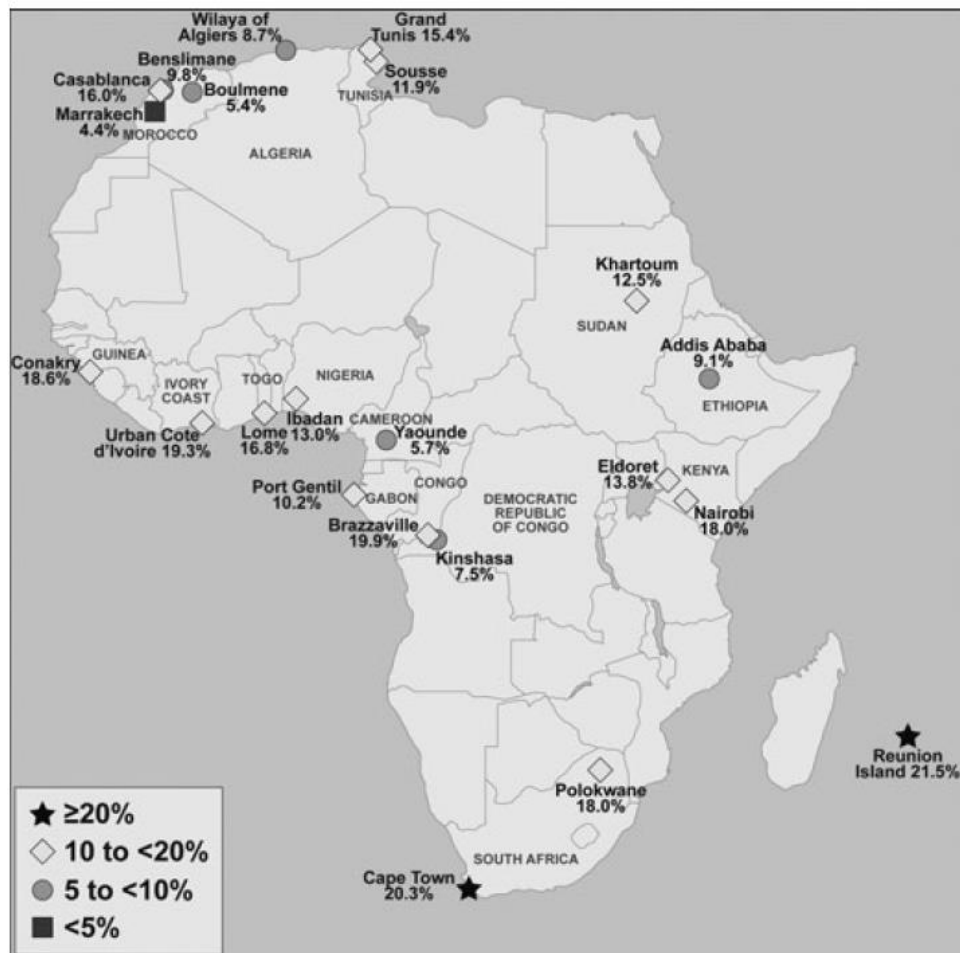 Wilaya of
Algiers 8.7%
Grand
Tunis 15.4%
Benslimane
9.8%
Casablanca
16.0%
Boulmene
5.4%
Sousse
11.9%
TUNISIA
Marrakech
4.4%
MOROCCO
ALGERIA
Khartoum
12.5%
SUDAN
Addis Ababa
9.1%
ETHIOPIA
Conakry
18.6%
GUINEA
IVORY
COAST
TOGO
NIGERIA
Urban Cote
d'Ivoire 19.3%
Lome
16.8%
Ibadan
13.0%
CAMEROON
Yaounde
5.7%
Port Gentil
10.2%
GABON
CONGO
DEMOCRATIC
REPUBLIC
OF CONGO
Eldoret
13.8%
KENYA
Nairobi
18.0%
Brazzaville
19.9%
Kinshasa
7.5%
Reunion
Island 21.5%
Polokwane
18.0%
SOUTH AFRICA
Cape Town
20.3%
≥20%
10 to <20%
5 to <10%
<5%